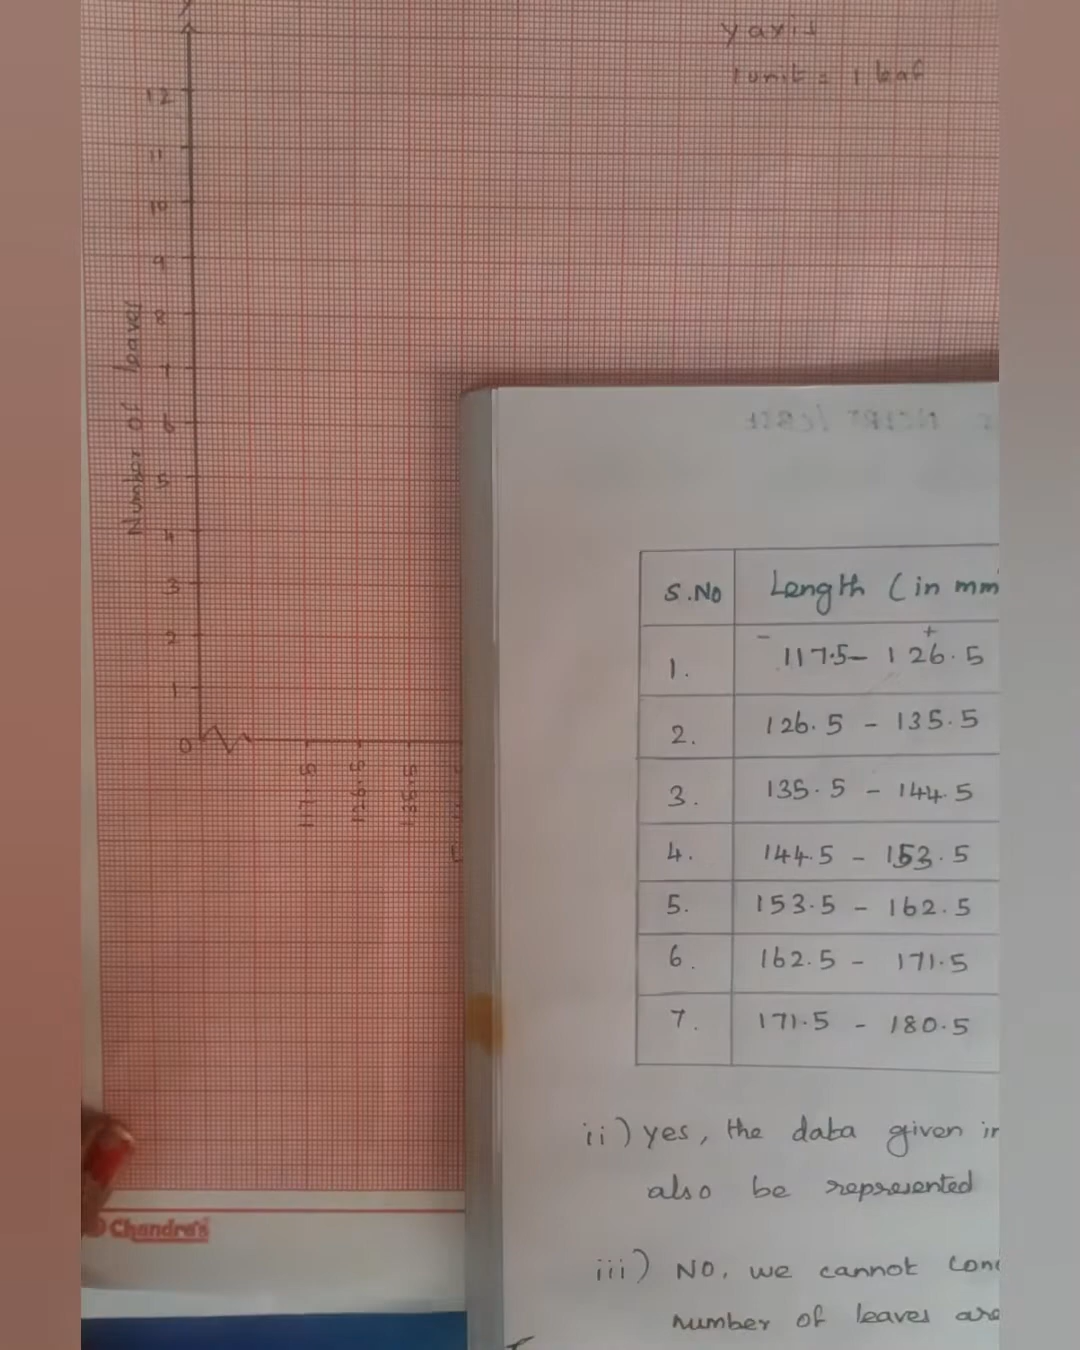 y axis
1 unit = 1 leaf
12
11
10
9
8
7
6
5
4
3
2
1
0
Number of leaves
117.5
126.5
135.5
S.No Length (in mm
1. 117.5 – 126.5
2. 126.5 – 135.5
3. 135.5 – 144.5
4. 144.5 – 153.5
5. 153.5 – 162.5
6. 162.5 – 171.5
7. 171.5 – 180.5
ii) yes, the data given in
also be represented
iii) NO, we cannot con
number of leaves are
Chandra's